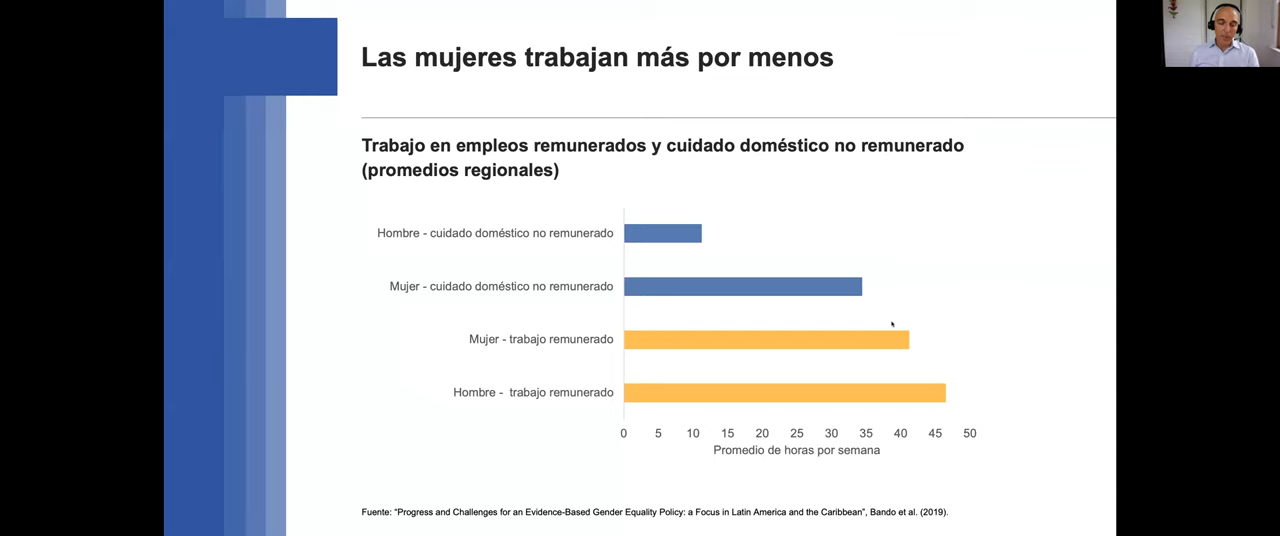 Las mujeres trabajan más por menos
Trabajo en empleos remunerados y cuidado doméstico no remunerado
(promedios regionales)
Hombre - cuidado doméstico no remunerado
Mujer - cuidado doméstico no remunerado
Mujer - trabajo remunerado
Hombre - trabajo remunerado
0 5 10 15 20 25 30 35 40 45 50
Promedio de horas por semana
Fuente: “Progress and Challenges for an Evidence-Based Gender Equality Policy: a Focus in Latin America and the Caribbean”, Bando et al. (2019).